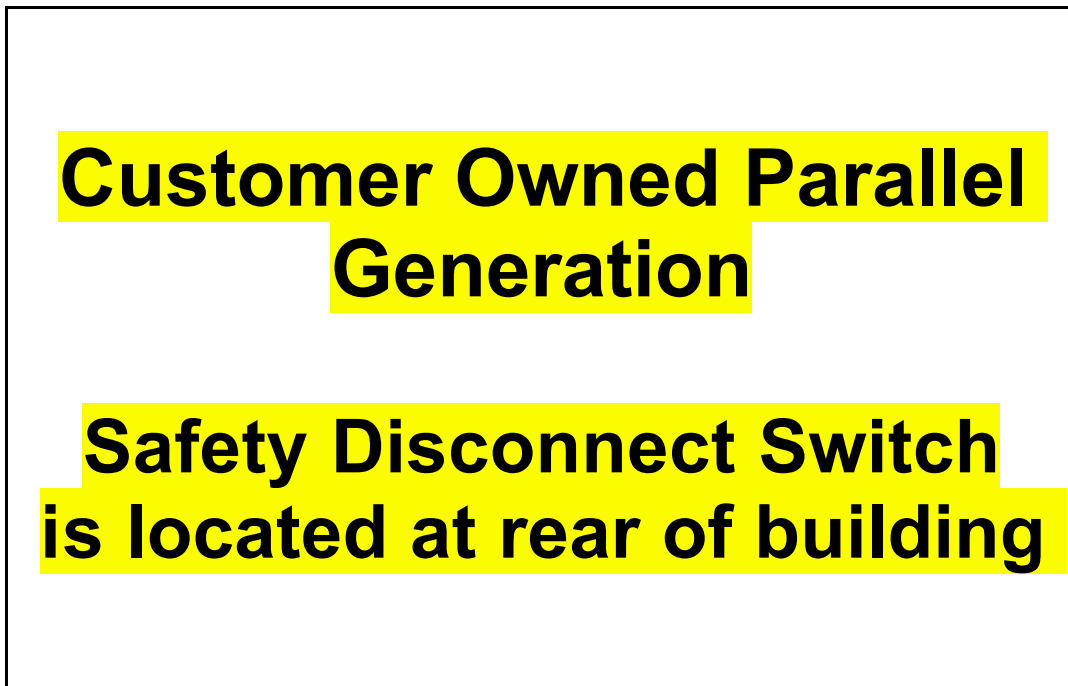 Customer Owned Parallel
Generation
Safety Disconnect Switch
is located at rear of building